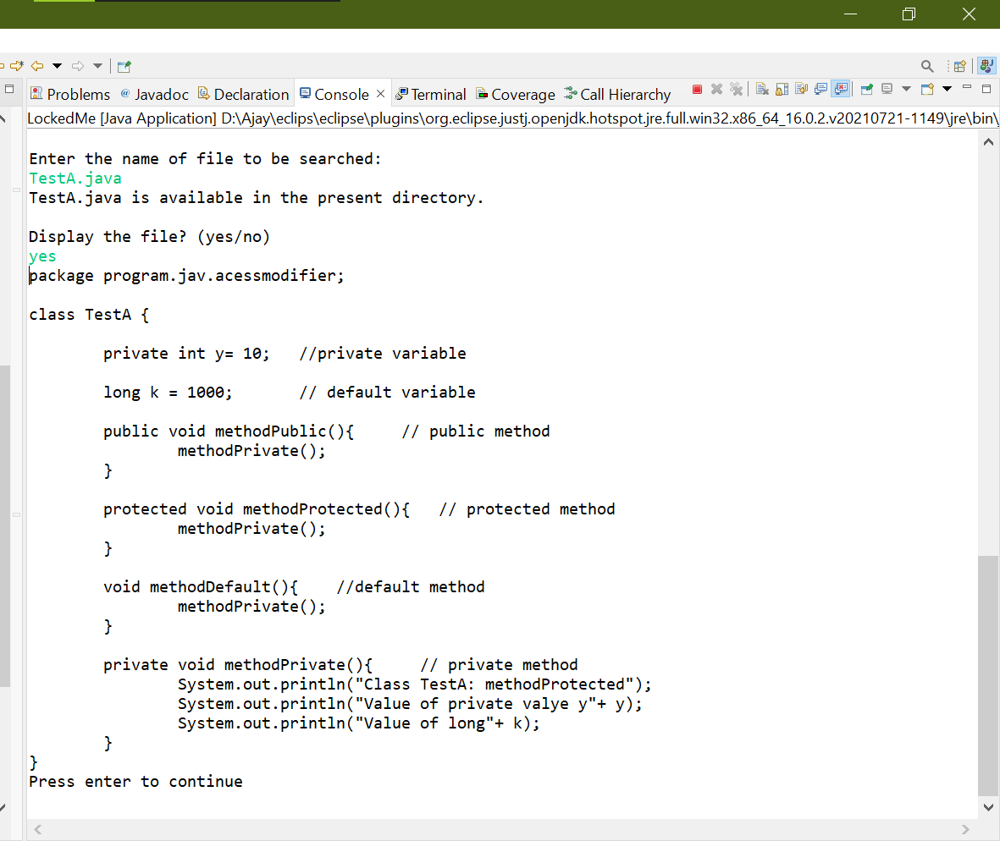 Problems @ Javadoc Declaration Console Terminal Coverage Call Hierarchy
LockedMe [Java Application] D:\Ajay\eclips\eclipse\plugins\org.eclipse.justj.openjdk.hotspot.jre.full.win32.x86_64_16.0.2.v20210721-1149\jre\bin\
Enter the name of file to be searched:
TestA.java
TestA.java is available in the present directory.
Display the file? (yes/no)
yes
package program.jav.acessmodifier;
class TestA {
private int y= 10;   //private variable
long k = 1000;       // default variable
public void methodPublic(){     // public method
methodPrivate();
}
protected void methodProtected(){   // protected method
methodPrivate();
}
void methodDefault(){    //default method
methodPrivate();
}
private void methodPrivate(){     // private method
System.out.println("Class TestA: methodProtected");
System.out.println("Value of private valye y"+ y);
System.out.println("Value of long"+ k);
}
}
Press enter to continue